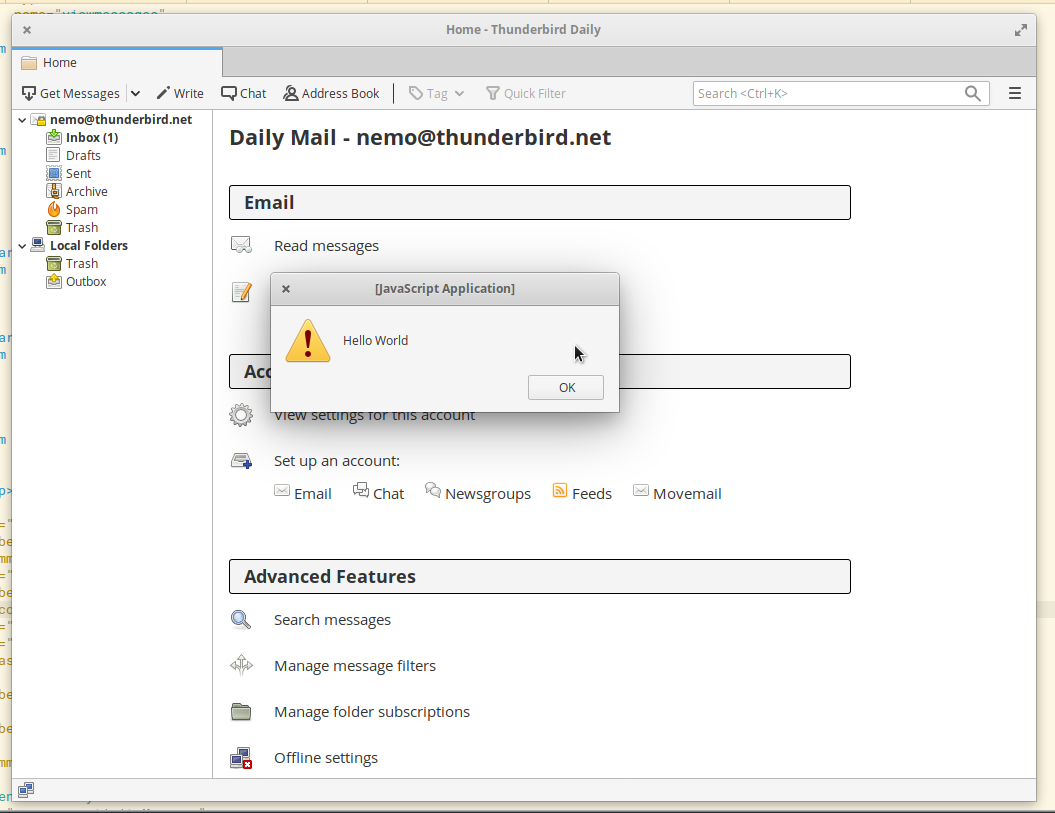 Home - Thunderbird Daily
Home
Get Messages Write Chat Address Book Tag Quick Filter Search <Ctrl+K>
nemo@thunderbird.net
Inbox (1)
Drafts
Sent
Archive
Spam
Trash
Local Folders
Trash
Outbox
Daily Mail - nemo@thunderbird.net
Email
Read messages
[JavaScript Application]
Hello World
OK
View settings for this account
Set up an account:
Email Chat Newsgroups Feeds Movemail
Advanced Features
Search messages
Manage message filters
Manage folder subscriptions
Offline settings